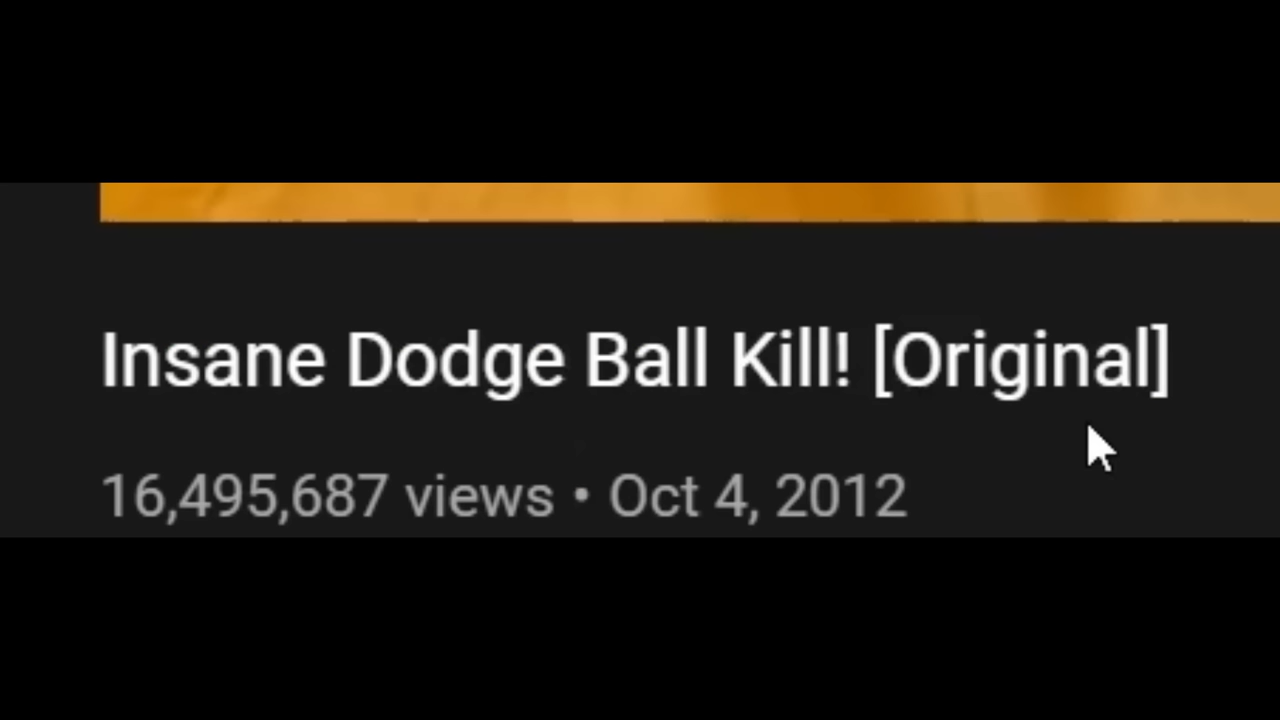 Insane Dodge Ball Kill! [Original]
16,495,687 views • Oct 4, 2012